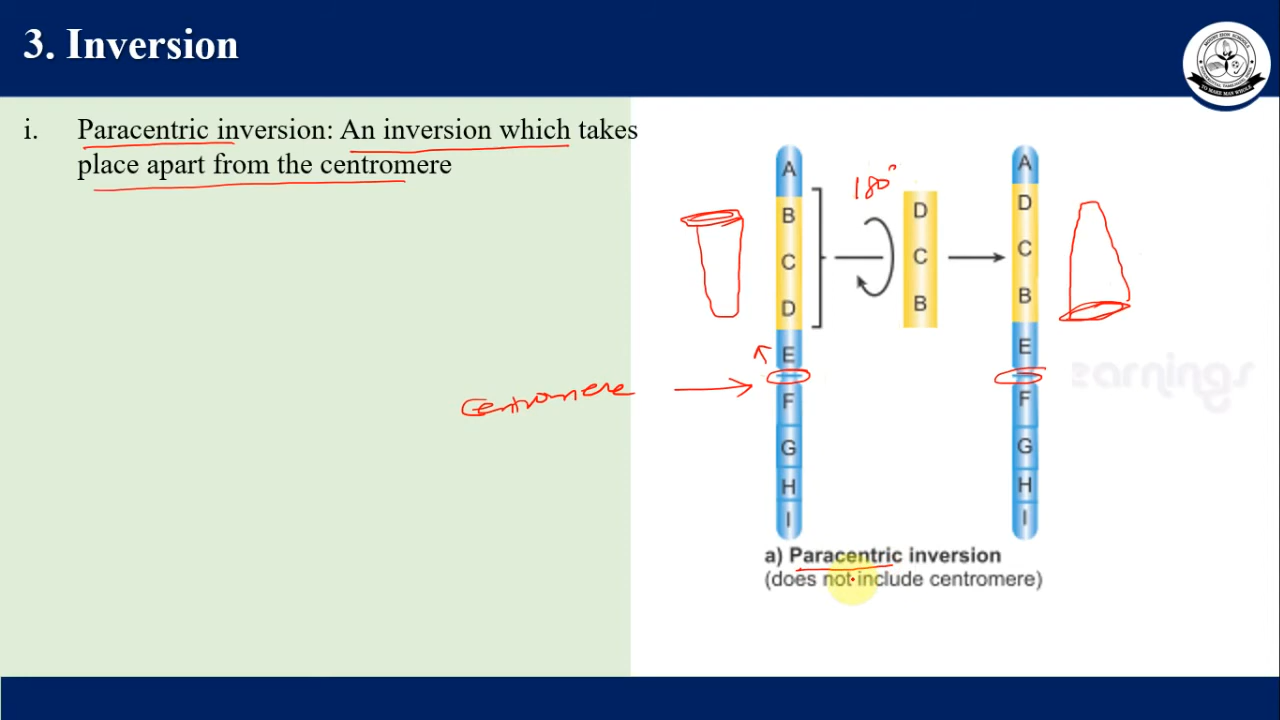 3. Inversion
i. Paracentric inversion: An inversion which takes
place apart from the centromere
180°
A
B
C
D
E
F
G
H
I
D
C
B
A
D
C
B
E
F
G
H
I
centromere
earnings
a) Paracentric inversion
(does not include centromere)